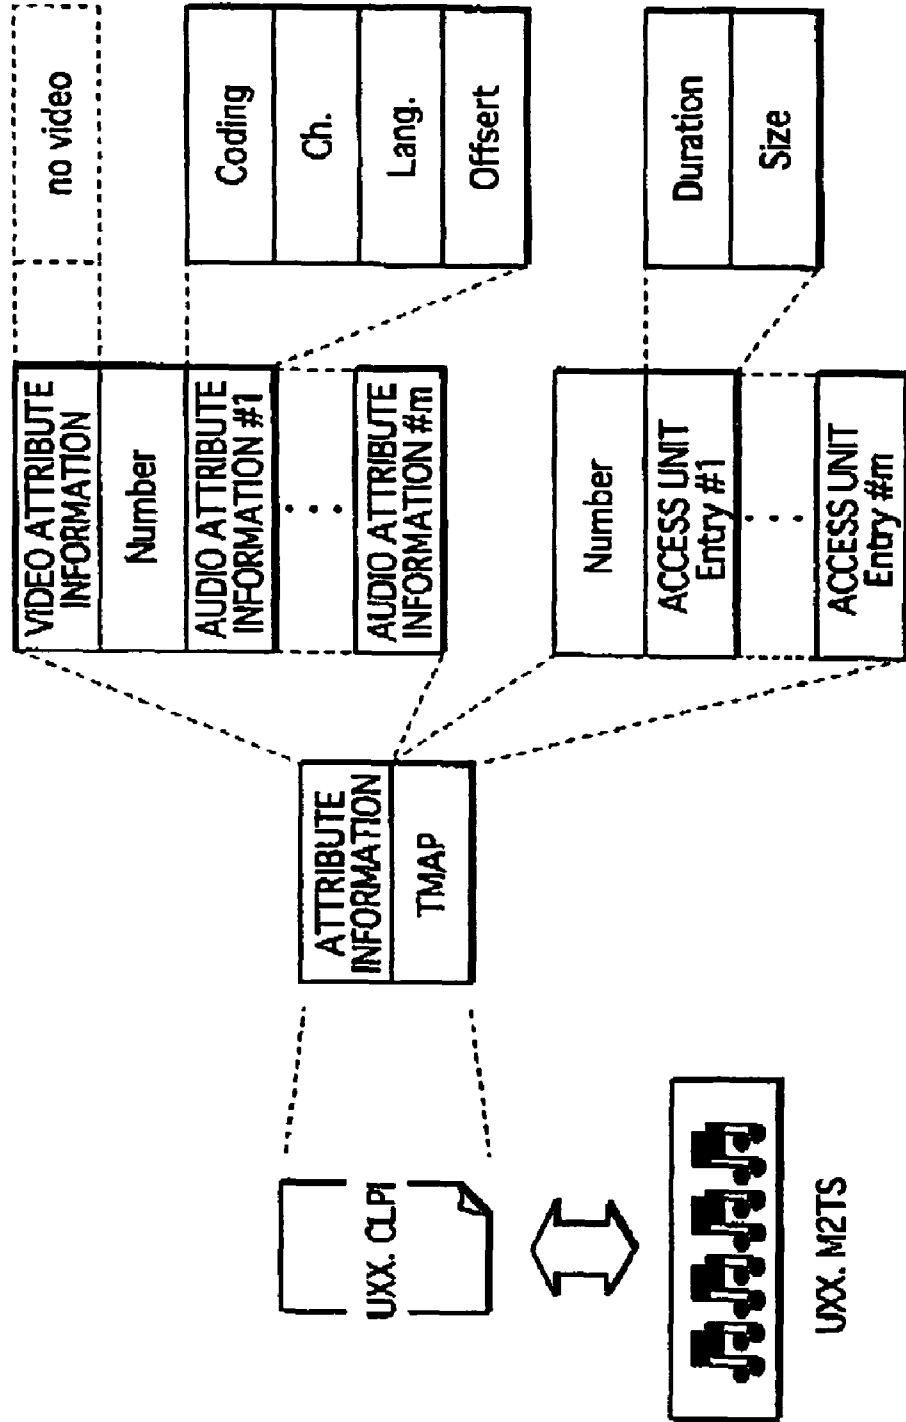 UXX. CLPI
UXX. M2TS
ATTRIBUTE
INFORMATION
TMAP
VIDEO ATTRIBUTE
INFORMATION
Number
AUDIO ATTRIBUTE
INFORMATION #1
AUDIO ATTRIBUTE
INFORMATION #m
Number
ACCESS UNIT
Entry #1
ACCESS UNIT
Entry #m
no video
Coding
Ch.
Lang.
Offsert
Duration
Size